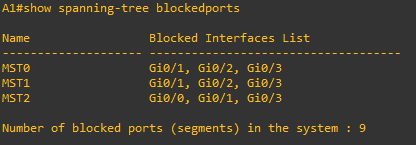 A1#show spanning-tree blockedports
Name Blocked Interfaces List
-------------------- ------------------------------------
MST0 Gi0/1, Gi0/2, Gi0/3
MST1 Gi0/1, Gi0/2, Gi0/3
MST2 Gi0/0, Gi0/1, Gi0/3
Number of blocked ports (segments) in the system : 9